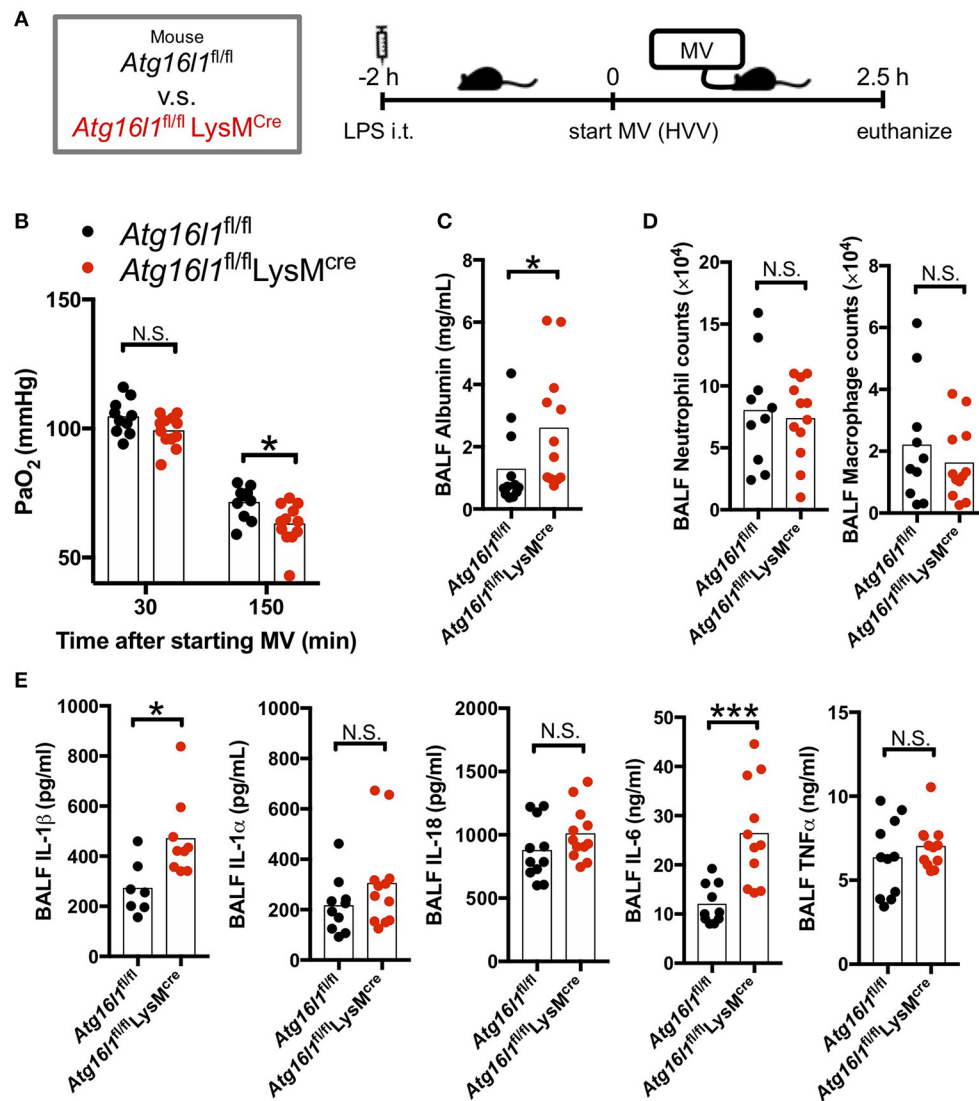 A
Mouse
Atg16l1fl/fl
v.s.
Atg16l1fl/fl LysMCre
MV
-2 h
0
2.5 h
LPS i.t.
start MV (HVV)
euthanize
B
Atg16l1fl/fl
Atg16l1fl/flLysMcre
PaO2 (mmHg)
150
100
50
N.S.
*
30
150
Time after starting MV (min)
C
BALF Albumin (mg/mL)
8
6
4
2
0
*
Atg16l1fl/fl
Atg16l1fl/flLysMcre
D
BALF Neutrophil counts (×10⁴)
20
15
10
5
0
N.S.
Atg16l1fl/fl
Atg16l1fl/flLysMcre
BALF Macrophage counts (×10⁴)
8
6
4
2
0
N.S.
Atg16l1fl/fl
Atg16l1fl/flLysMcre
E
BALF IL-1β (pg/ml)
1000
800
600
400
200
0
*
Atg16l1fl/fl
Atg16l1fl/flLysMcre
BALF IL-1α (pg/mL)
1000
800
600
400
200
0
N.S.
Atg16l1fl/fl
Atg16l1fl/flLysMcre
BALF IL-18 (pg/ml)
2000
1500
1000
500
0
N.S.
Atg16l1fl/fl
Atg16l1fl/flLysMcre
BALF IL-6 (ng/ml)
50
40
30
20
10
0
***
Atg16l1fl/fl
Atg16l1fl/flLysMcre
BALF TNFα (ng/ml)
15
10
5
0
N.S.
Atg16l1fl/fl
Atg16l1fl/flLysMcre